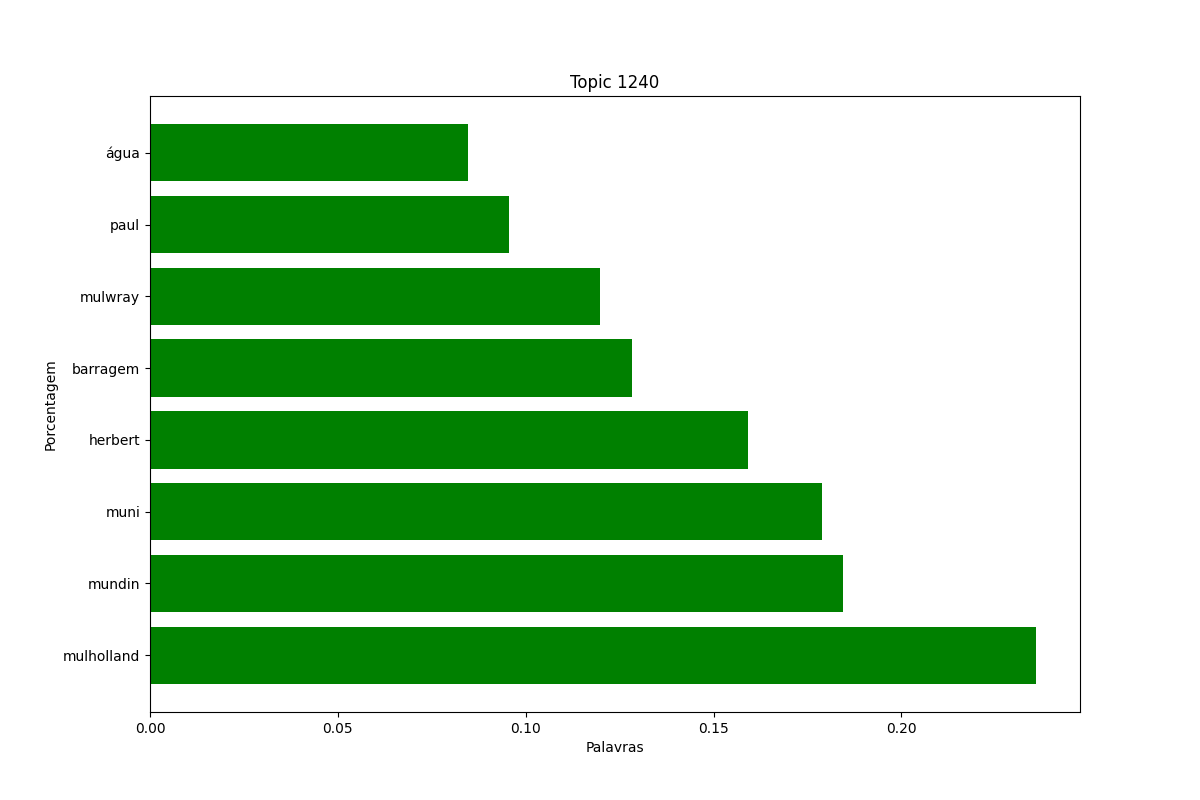 Topic 1240
água
paul
mulwray
barragem
herbert
muni
mundin
mulholland
Porcentagem
0.00 0.05 0.10 0.15 0.20
Palavras